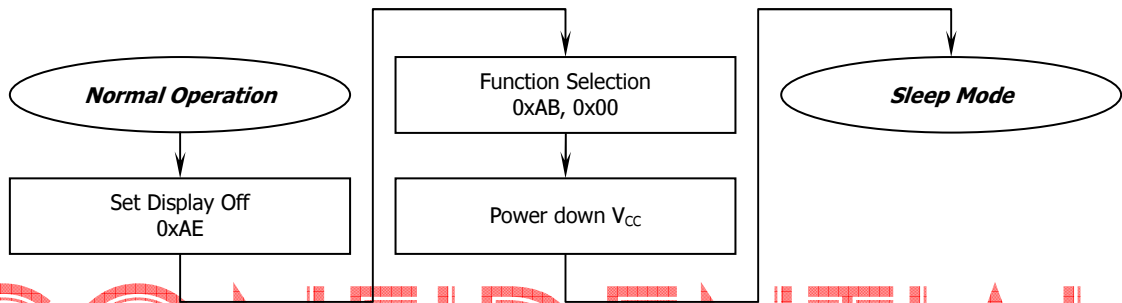 Normal Operation
Set Display Off
0xAE
Function Selection
0xAB, 0x00
Power down VCC
Sleep Mode